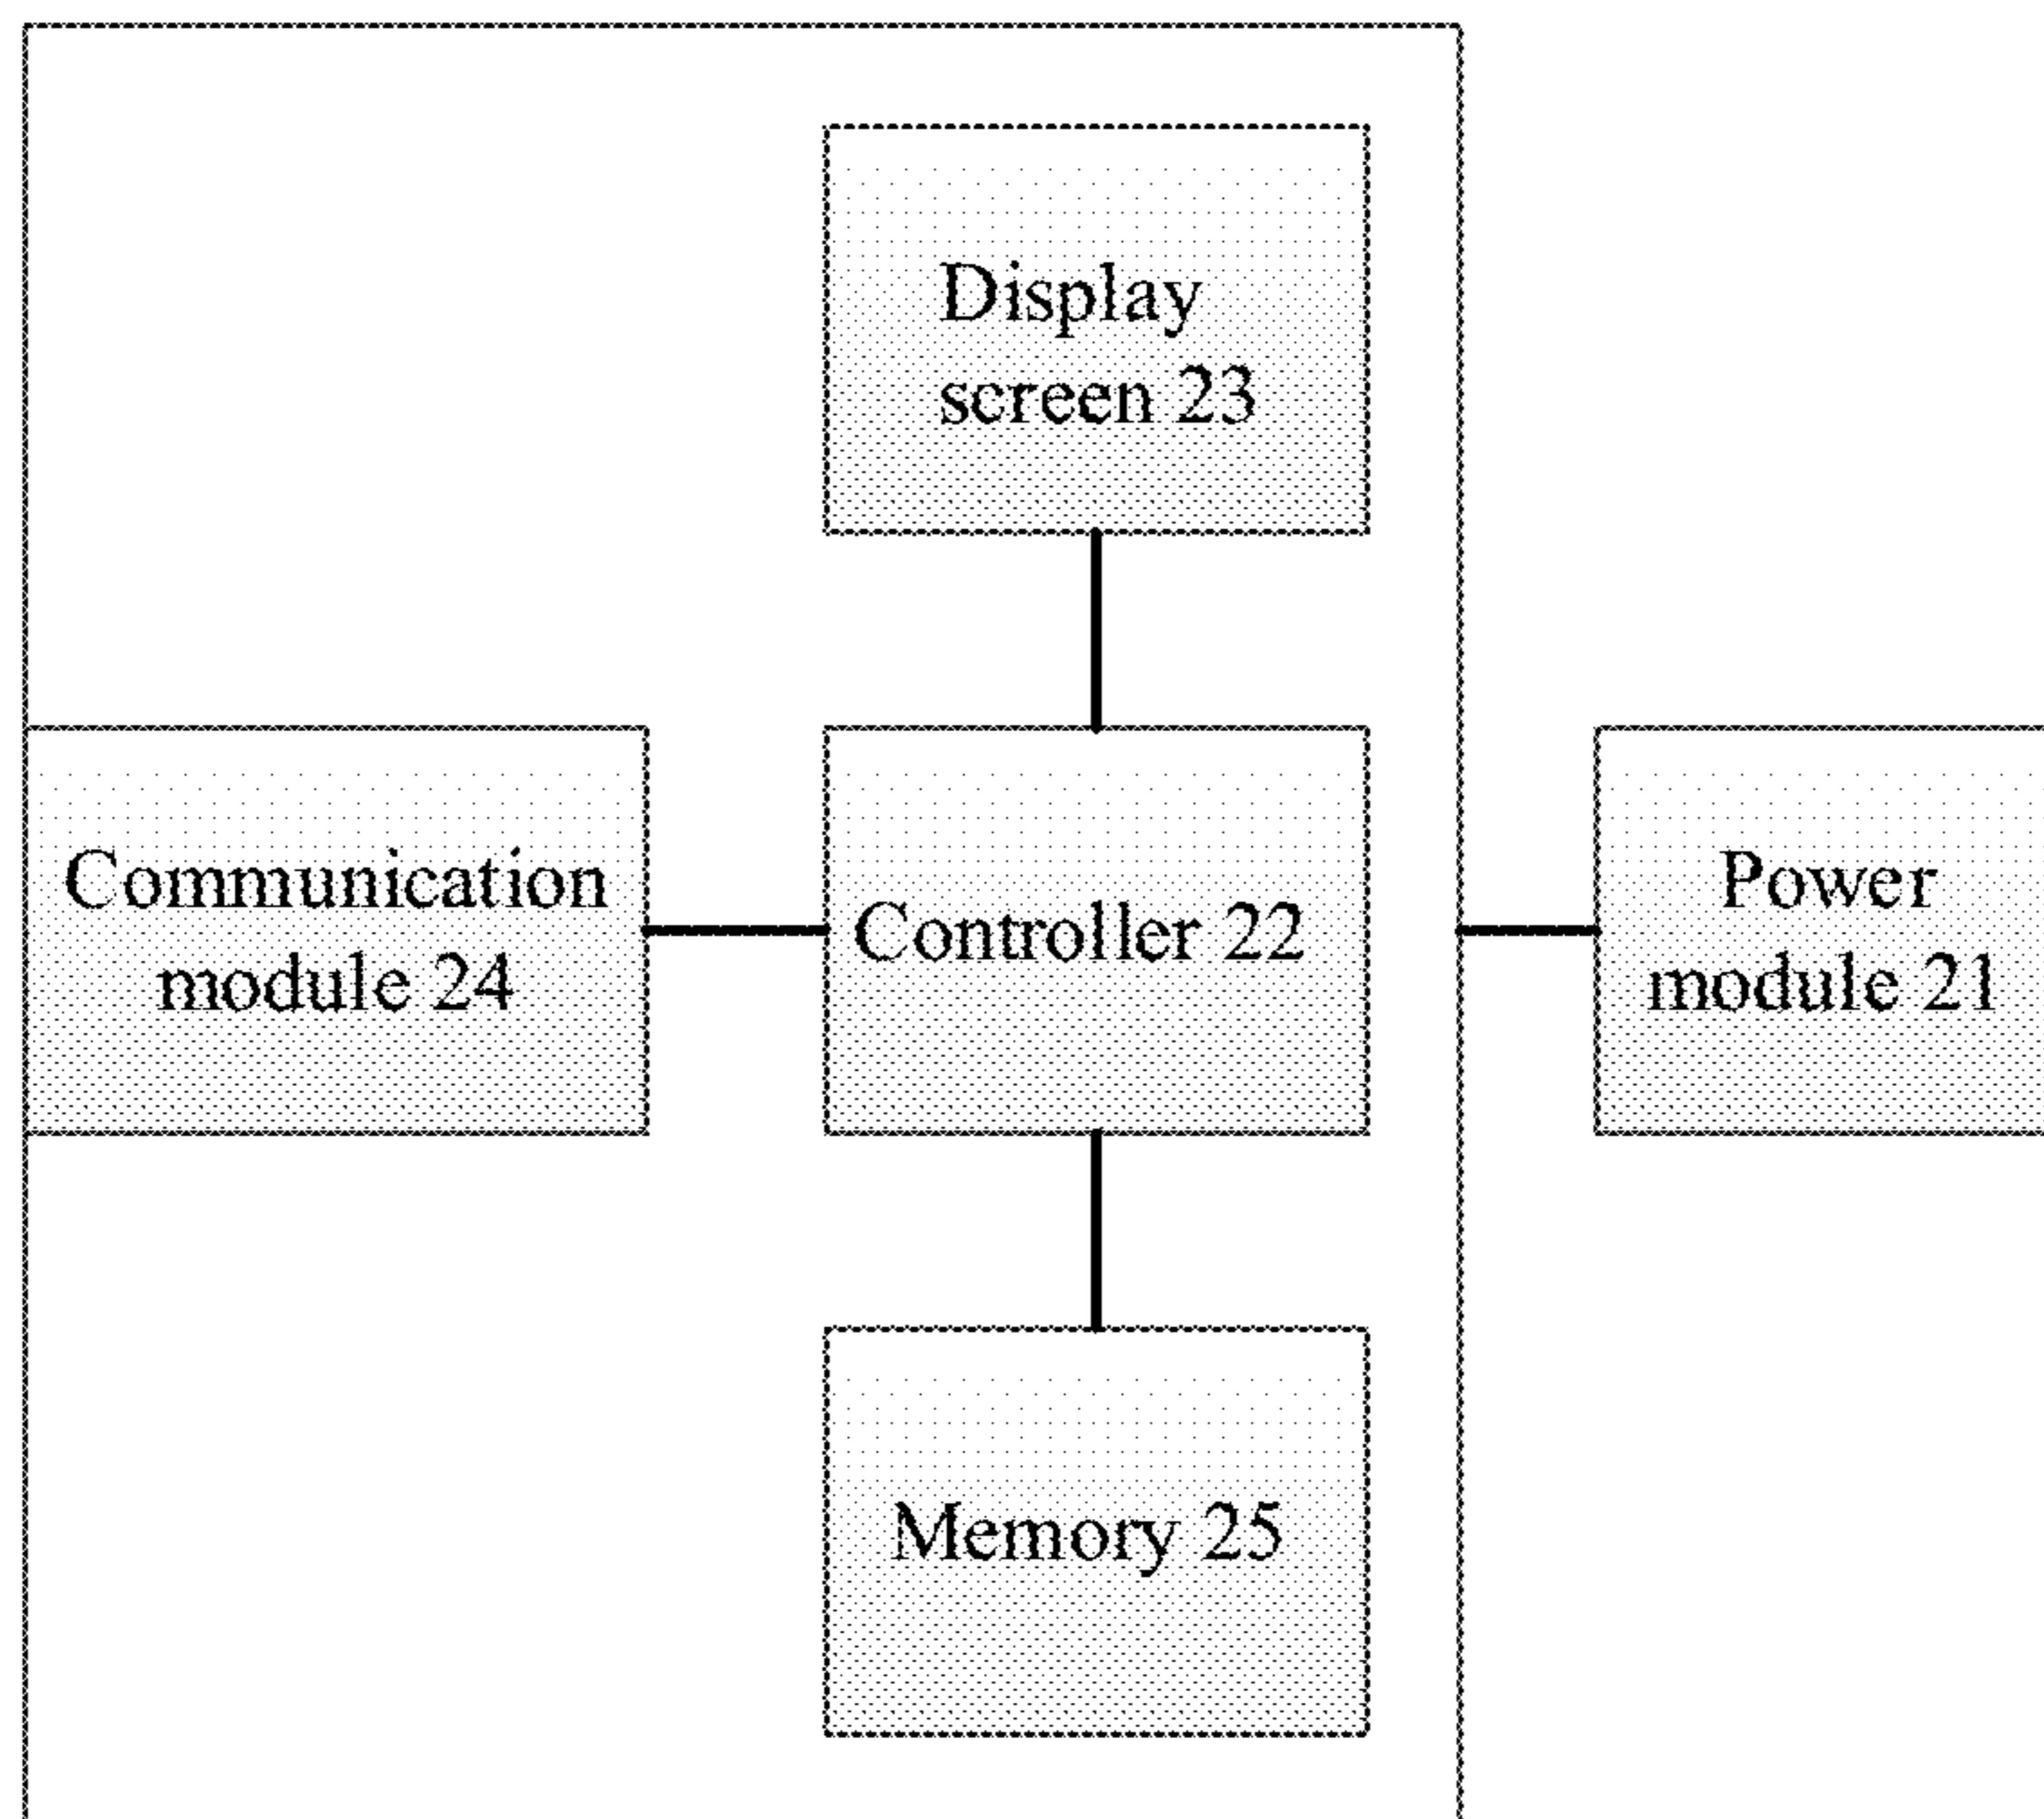 Display
screen 23
Communication
module 24
Controller 22
Power
module 21
Memory 25